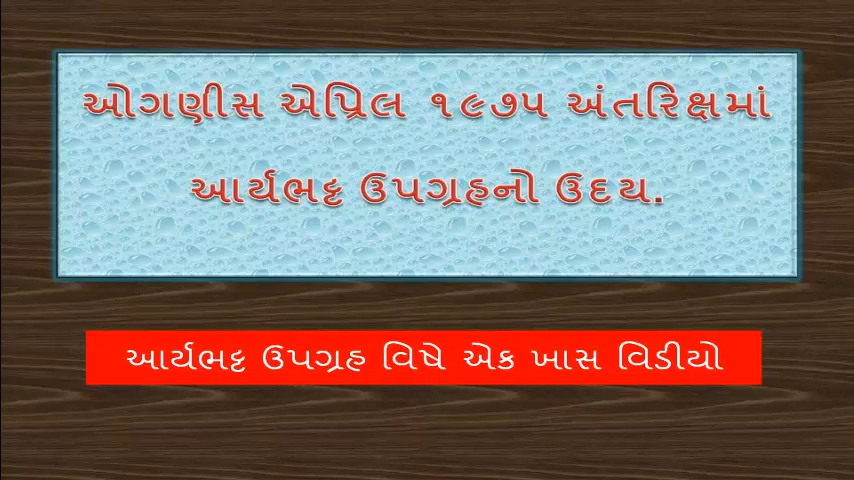 ઓગણીસ એપ્રિલ ૧૯૭૫ અંતરિક્ષમાં
આર્યભટ્ટ ઉપગ્રહનો ઉદય.
આર્યભટ્ટ ઉપગ્રહ વિષે એક ખાસ વિડીયો